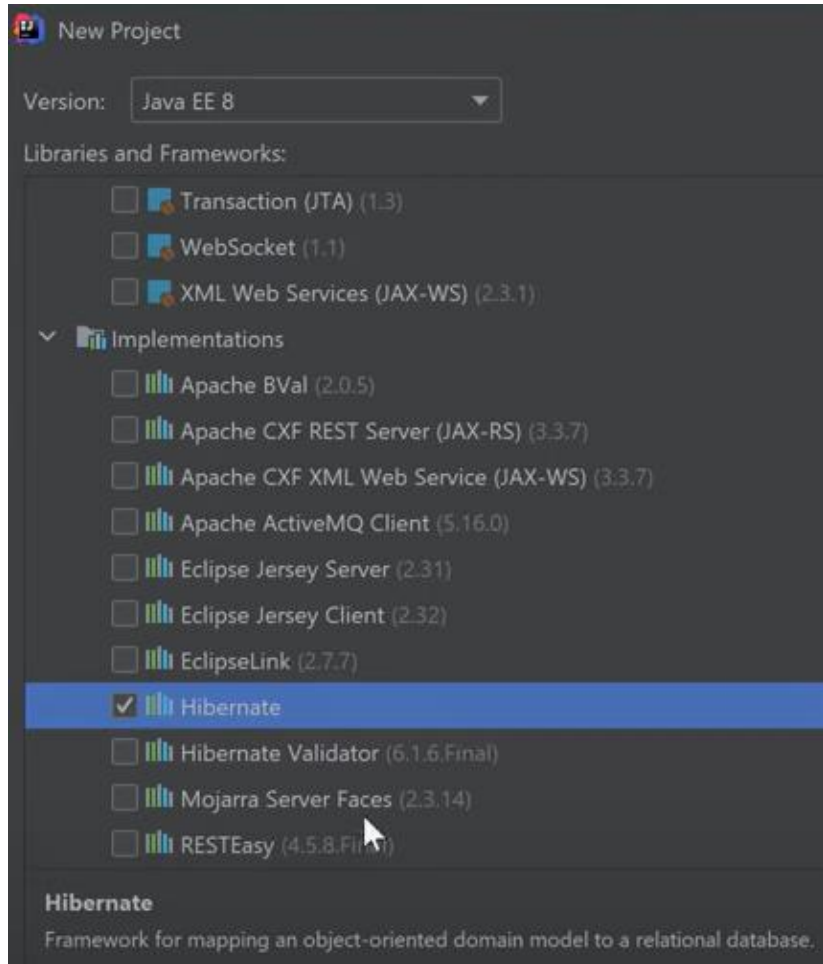 New Project
Version: Java EE 8
Libraries and Frameworks:
Transaction (JTA) (1.3)
WebSocket (1.1)
XML Web Services (JAX-WS) (2.3.1)
Implementations
Apache BVal (2.0.5)
Apache CXF REST Server (JAX-RS) (3.3.7)
Apache CXF XML Web Service (JAX-WS) (3.3.7)
Apache ActiveMQ Client (5.16.0)
Eclipse Jersey Server (2.31)
Eclipse Jersey Client (2.32)
EclipseLink (2.7.7)
Hibernate
Hibernate Validator (6.1.6.Final)
Mojarra Server Faces (2.3.14)
RESTEasy (4.5.8.Final)
Hibernate
Framework for mapping an object-oriented domain model to a relational database.